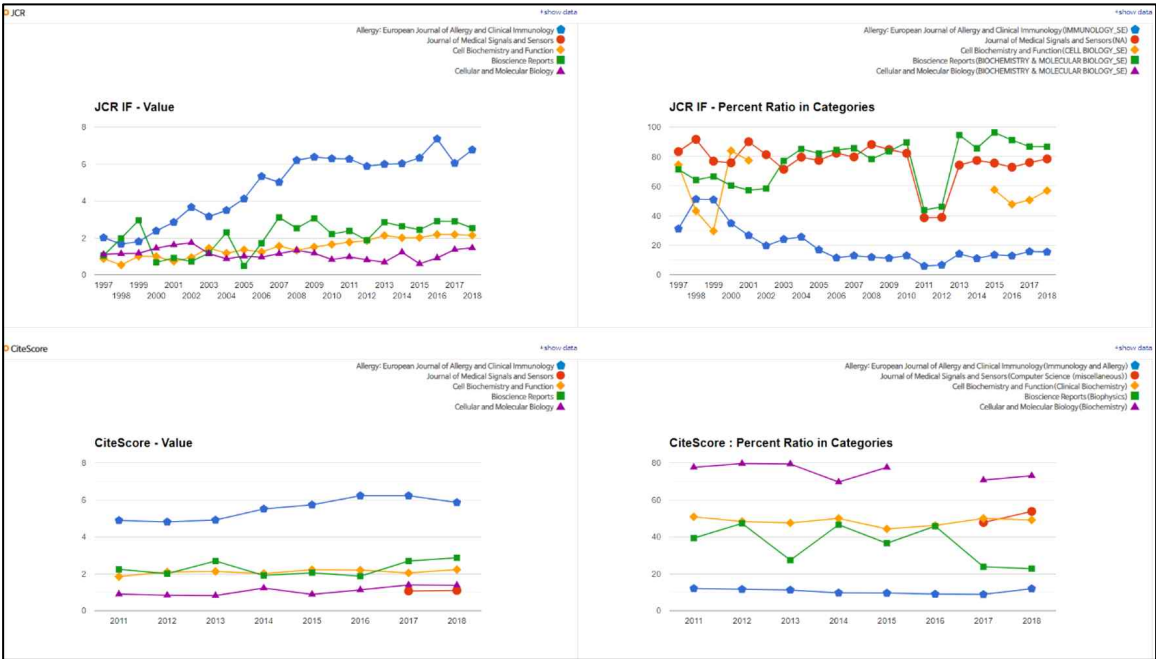 JCR
+show data
Allergy: European Journal of Allergy and Clinical Immunology
Journal of Medical Signals and Sensors
Cell Biochemistry and Function
Bioscience Reports
Cellular and Molecular Biology
JCR IF - Value
8
6
4
2
0
1997 1999 2001 2003 2005 2007 2009 2011 2013 2015 2017
1998 2000 2002 2004 2006 2008 2010 2012 2014 2016 2018
+show data
Allergy: European Journal of Allergy and Clinical Immunology(IMMUNOLOGY_SE)
Journal of Medical Signals and Sensors(NA)
Cell Biochemistry and Function(CELL BIOLOGY_SE)
Bioscience Reports(BIOCHEMISTRY & MOLECULAR BIOLOGY_SE)
Cellular and Molecular Biology(BIOCHEMISTRY & MOLECULAR BIOLOGY_SE)
JCR IF - Percent Ratio in Categories
100
80
60
40
20
0
1997 1999 2001 2003 2005 2007 2009 2011 2013 2015 2017
1998 2000 2002 2004 2006 2008 2010 2012 2014 2016 2018
CiteScore
+show data
Allergy: European Journal of Allergy and Clinical Immunology
Journal of Medical Signals and Sensors
Cell Biochemistry and Function
Bioscience Reports
Cellular and Molecular Biology
CiteScore - Value
8
6
4
2
0
2011 2012 2013 2014 2015 2016 2017 2018
+show data
Allergy: European Journal of Allergy and Clinical Immunology(Immunology and Allergy)
Journal of Medical Signals and Sensors(Computer Science (miscellaneous))
Cell Biochemistry and Function(Clinical Biochemistry)
Bioscience Reports(Biophysics)
Cellular and Molecular Biology(Biochemistry)
CiteScore : Percent Ratio in Categories
80
60
40
20
0
2011 2012 2013 2014 2015 2016 2017 2018